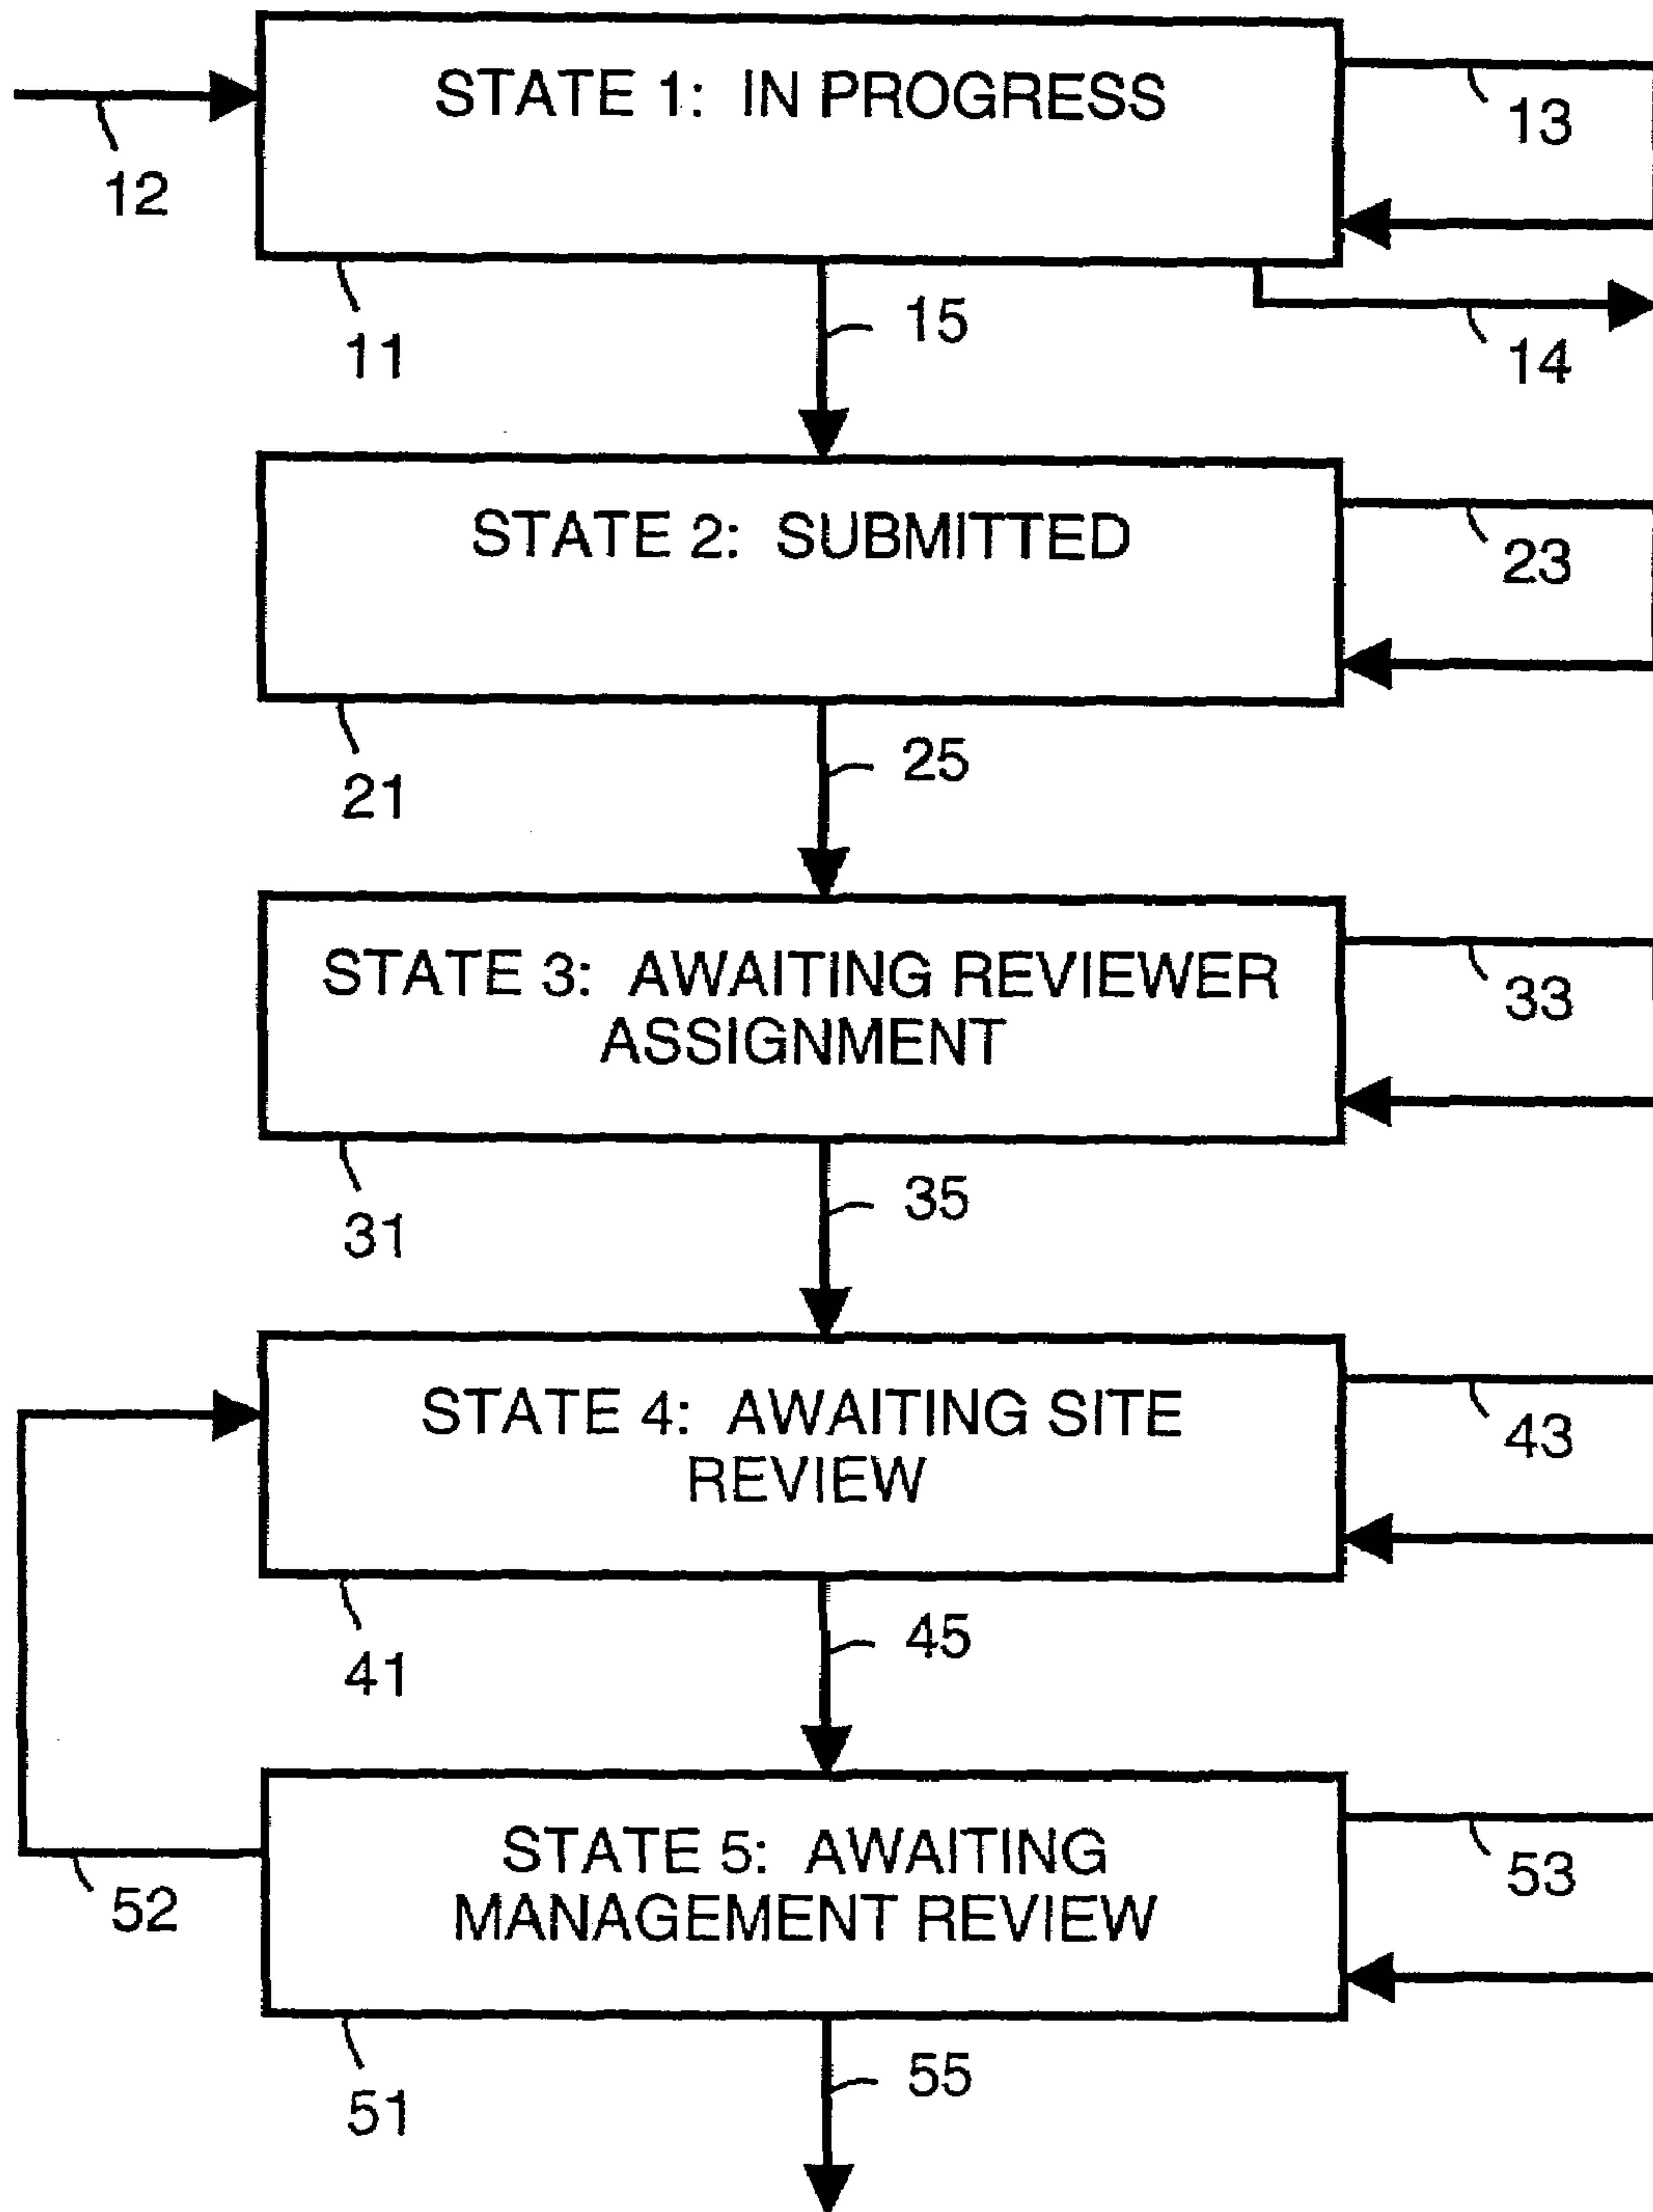 STATE 1: IN PROGRESS
12
13
11
15
14
STATE 2: SUBMITTED
23
21
25
STATE 3: AWAITING REVIEWER
ASSIGNMENT
33
31
35
STATE 4: AWAITING SITE
REVIEW
43
41
45
STATE 5: AWAITING
MANAGEMENT REVIEW
52
53
51
55